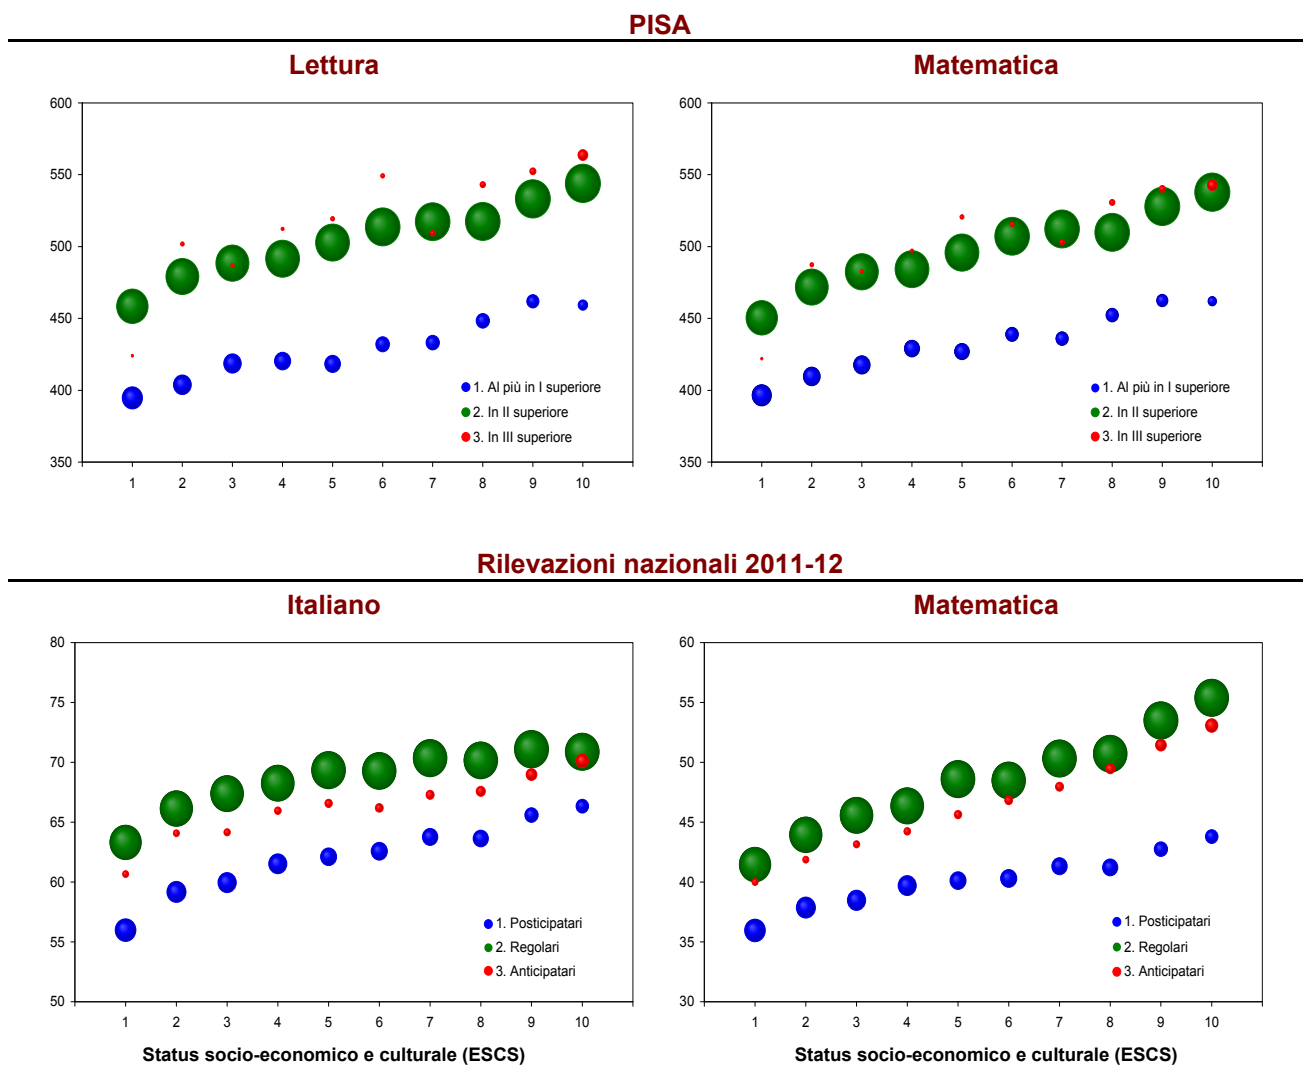 PISA
Lettura
Matematica
600
550
500
450
400
350
1. Al più in I superiore
2. In II superiore
3. In III superiore
1 2 3 4 5 6 7 8 9 10
600
550
500
450
400
350
1. Al più in I superiore
2. In II superiore
3. In III superiore
1 2 3 4 5 6 7 8 9 10
Rilevazioni nazionali 2011-12
Italiano
Matematica
80
75
70
65
60
55
50
1. Posticipatari
2. Regolari
3. Anticipatari
1 2 3 4 5 6 7 8 9 10
Status socio-economico e culturale (ESCS)
60
55
50
45
40
35
30
1. Posticipatari
2. Regolari
3. Anticipatari
1 2 3 4 5 6 7 8 9 10
Status socio-economico e culturale (ESCS)